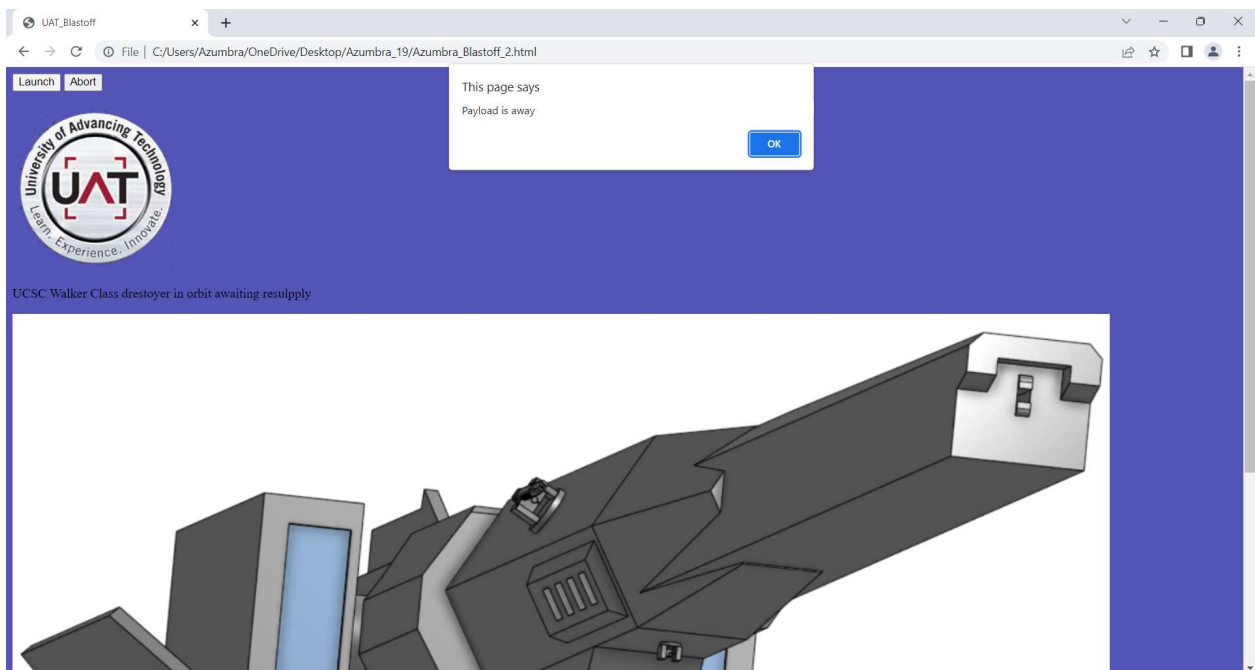 UAT_Blastoff
File | C:/Users/Azumbra/OneDrive/Desktop/Azumbra_19/Azumbra_Blastoff_2.html
Launch Abort
This page says
Payload is away
OK
University of Advancing Technology
UAT
Learn. Experience. Innovate.
UCSC Walker Class drestoyer in orbit awaiting resulpply